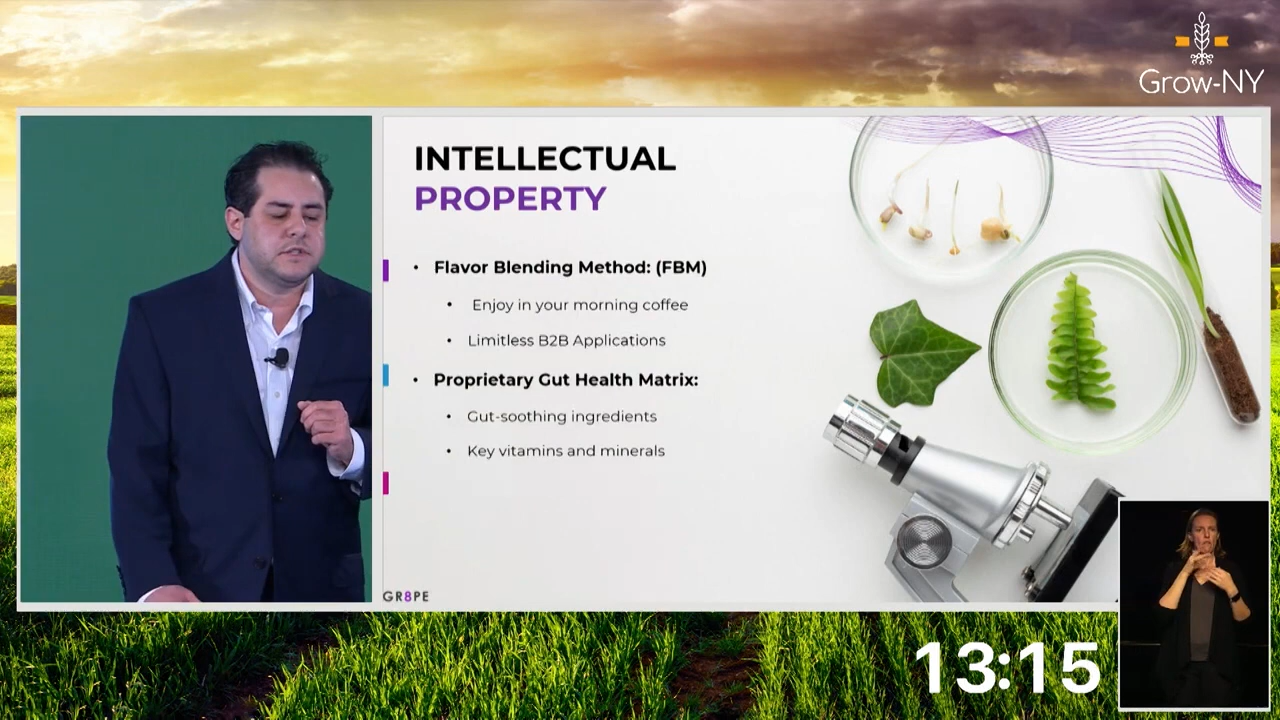 Grow-NY
INTELLECTUAL
PROPERTY
• Flavor Blending Method: (FBM)
• Enjoy in your morning coffee
• Limitless B2B Applications
• Proprietary Gut Health Matrix:
• Gut-soothing ingredients
• Key vitamins and minerals
GR8PE
13:15